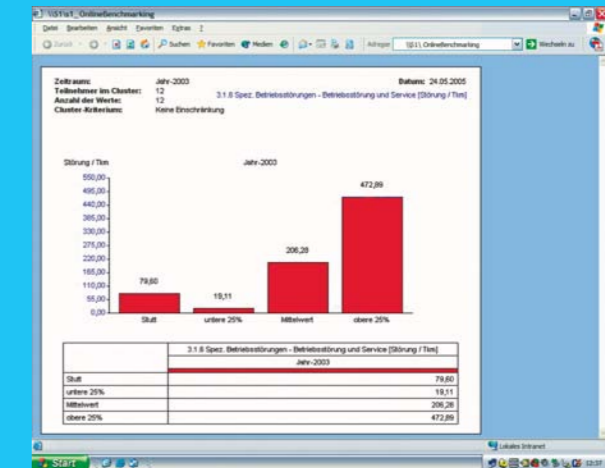 \\S1\s1_OnlineBenchmarking
Datei Bearbeiten Ansicht Favoriten Extras ?
Zurück Suchen Favoriten Medien Adresse Wechseln zu
Zeitraum: Jahr-2003 Datum: 24.05.2005
Teilnehmer im Cluster: 12
3.1.6 Spez. Betriebsstörungen - Betriebsstörung und Service [Störung / Tkm]
Anzahl der Werte: 12
Cluster-Kriterium: Keine Einschränkung
Störung / Tkm Jahr-2003
550,00
495,00
440,00
385,00
330,00
275,00
220,00
165,00
110,00
55,00
0,00
79,60
19,11
206,28
472,89
Stutt untere 25% Mittelwert obere 25%
3.1.6 Spez. Betriebsstörungen - Betriebsstörung und Service [Störung / Tkm]
Jahr-2003
Stutt 79,60
untere 25% 19,11
Mittelwert 206,28
obere 25% 472,89
Lokales Intranet
Start 12:37